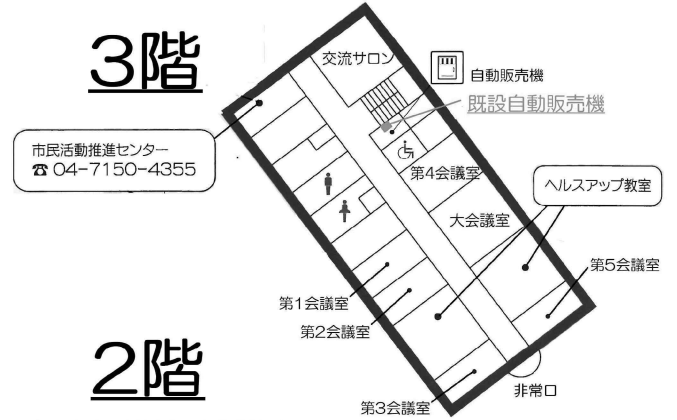 3階
交流サロン
自動販売機
既設自動販売機
市民活動推進センター
☎ 04-7150-4355
第4会議室
ヘルスアップ教室
大会議室
第5会議室
第1会議室
第2会議室
2階
非常口
第3会議室